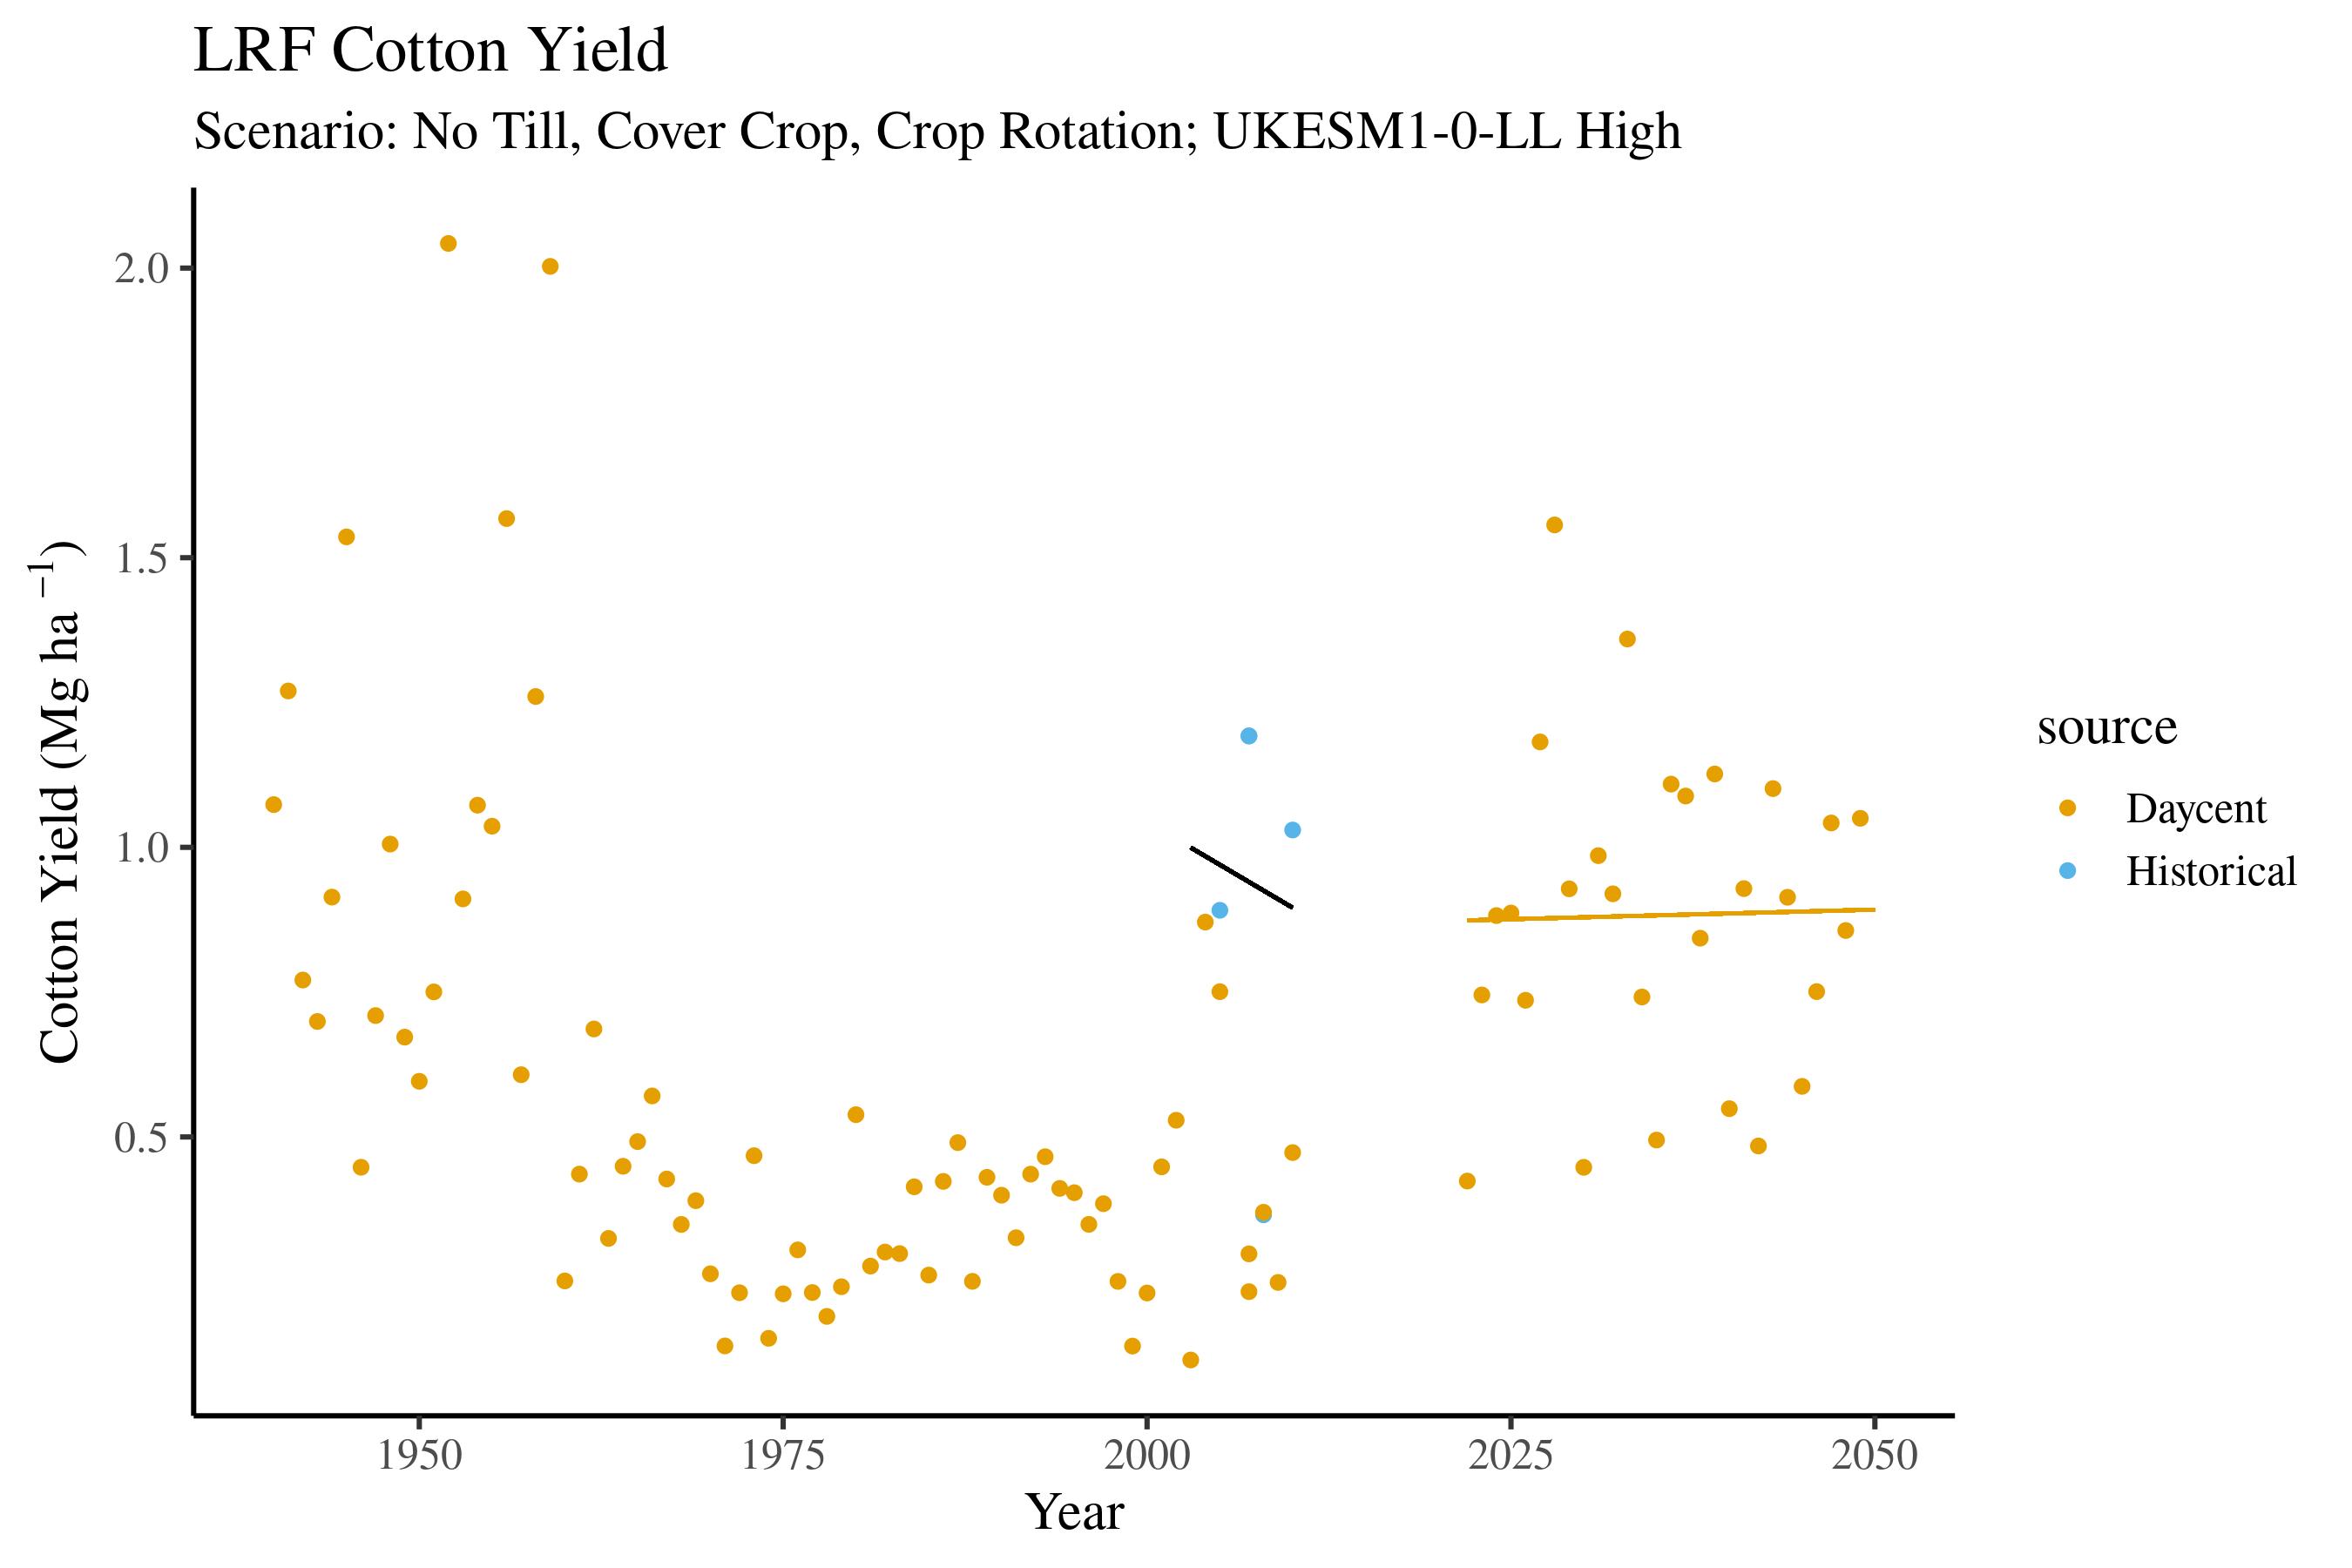 LRF Cotton Yield
Scenario: No Till, Cover Crop, Crop Rotation; UKESM1-0-LL High
Cotton Yield (Mg ha⁻¹)
2.0
1.5
1.0
0.5
1950 1975 2000 2025 2050
Year
source
Daycent
Historical